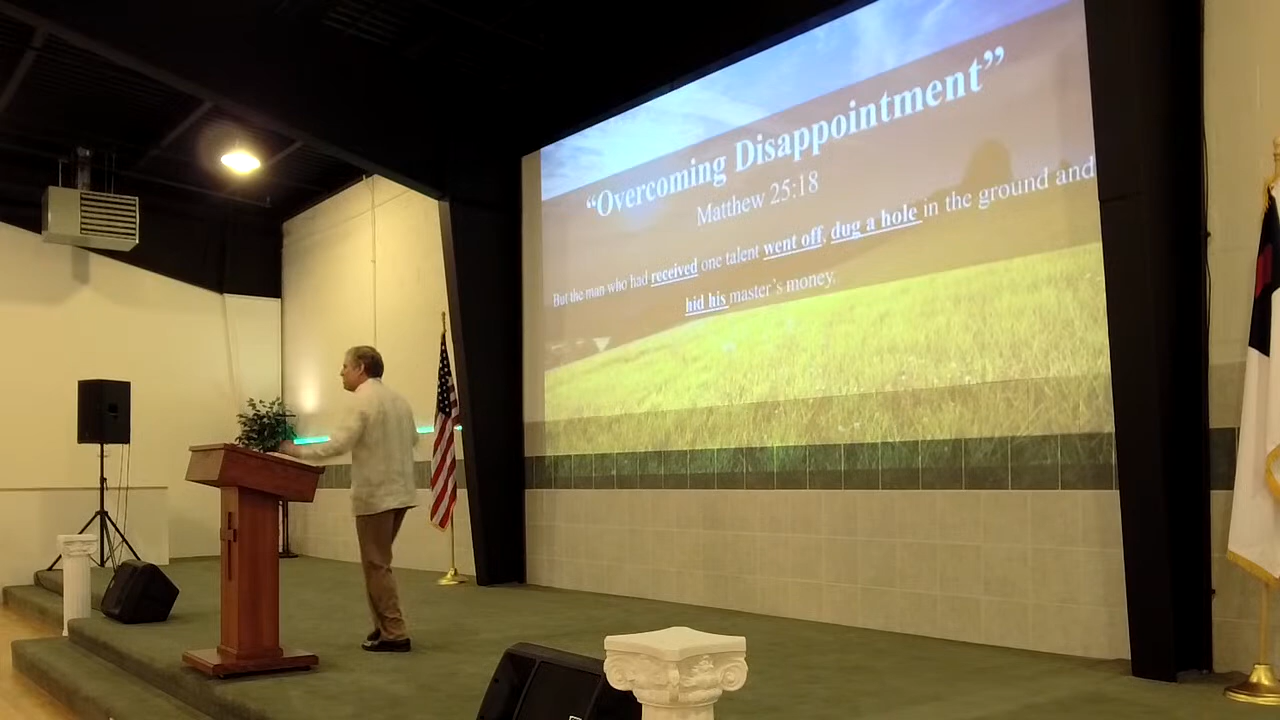 “Overcoming Disappointment”
Matthew 25:18
But the man who had received one talent went off, dug a hole in the ground and
hid his master’s money.